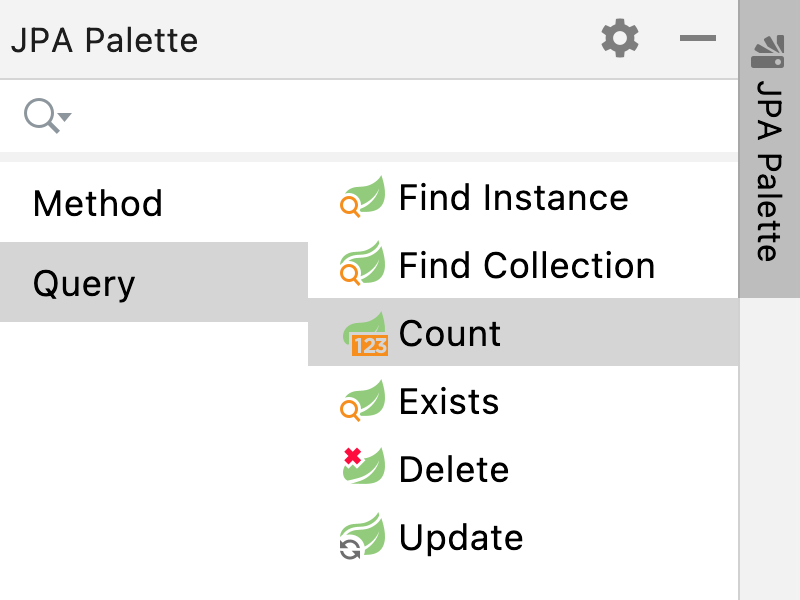 JPA Palette
JPA Palette
Method
Query
Find Instance
Find Collection
123
Count
Exists
Delete
Update